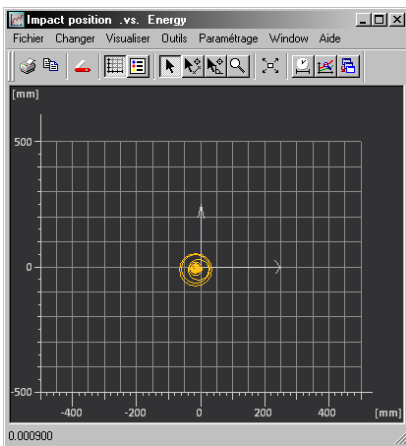 Impact position .vs. Energy
Fichier Changer Visualiser Outils Paramétrage Window Aide
[mm]
500
0
-500
-400 -200 0 200 400 [mm]
0.000900